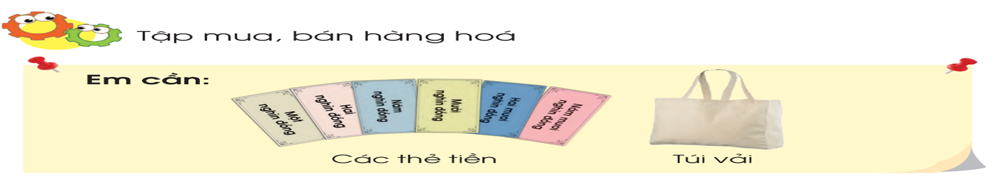 Tập mua, bán hàng hoá
Em cần:
Một
nghìn đồng
Hai
nghìn đồng
Năm
nghìn đồng
Mười
nghìn đồng
Hai mươi
nghìn đồng
Năm mươi
nghìn đồng
Các thẻ tiền
Túi vải